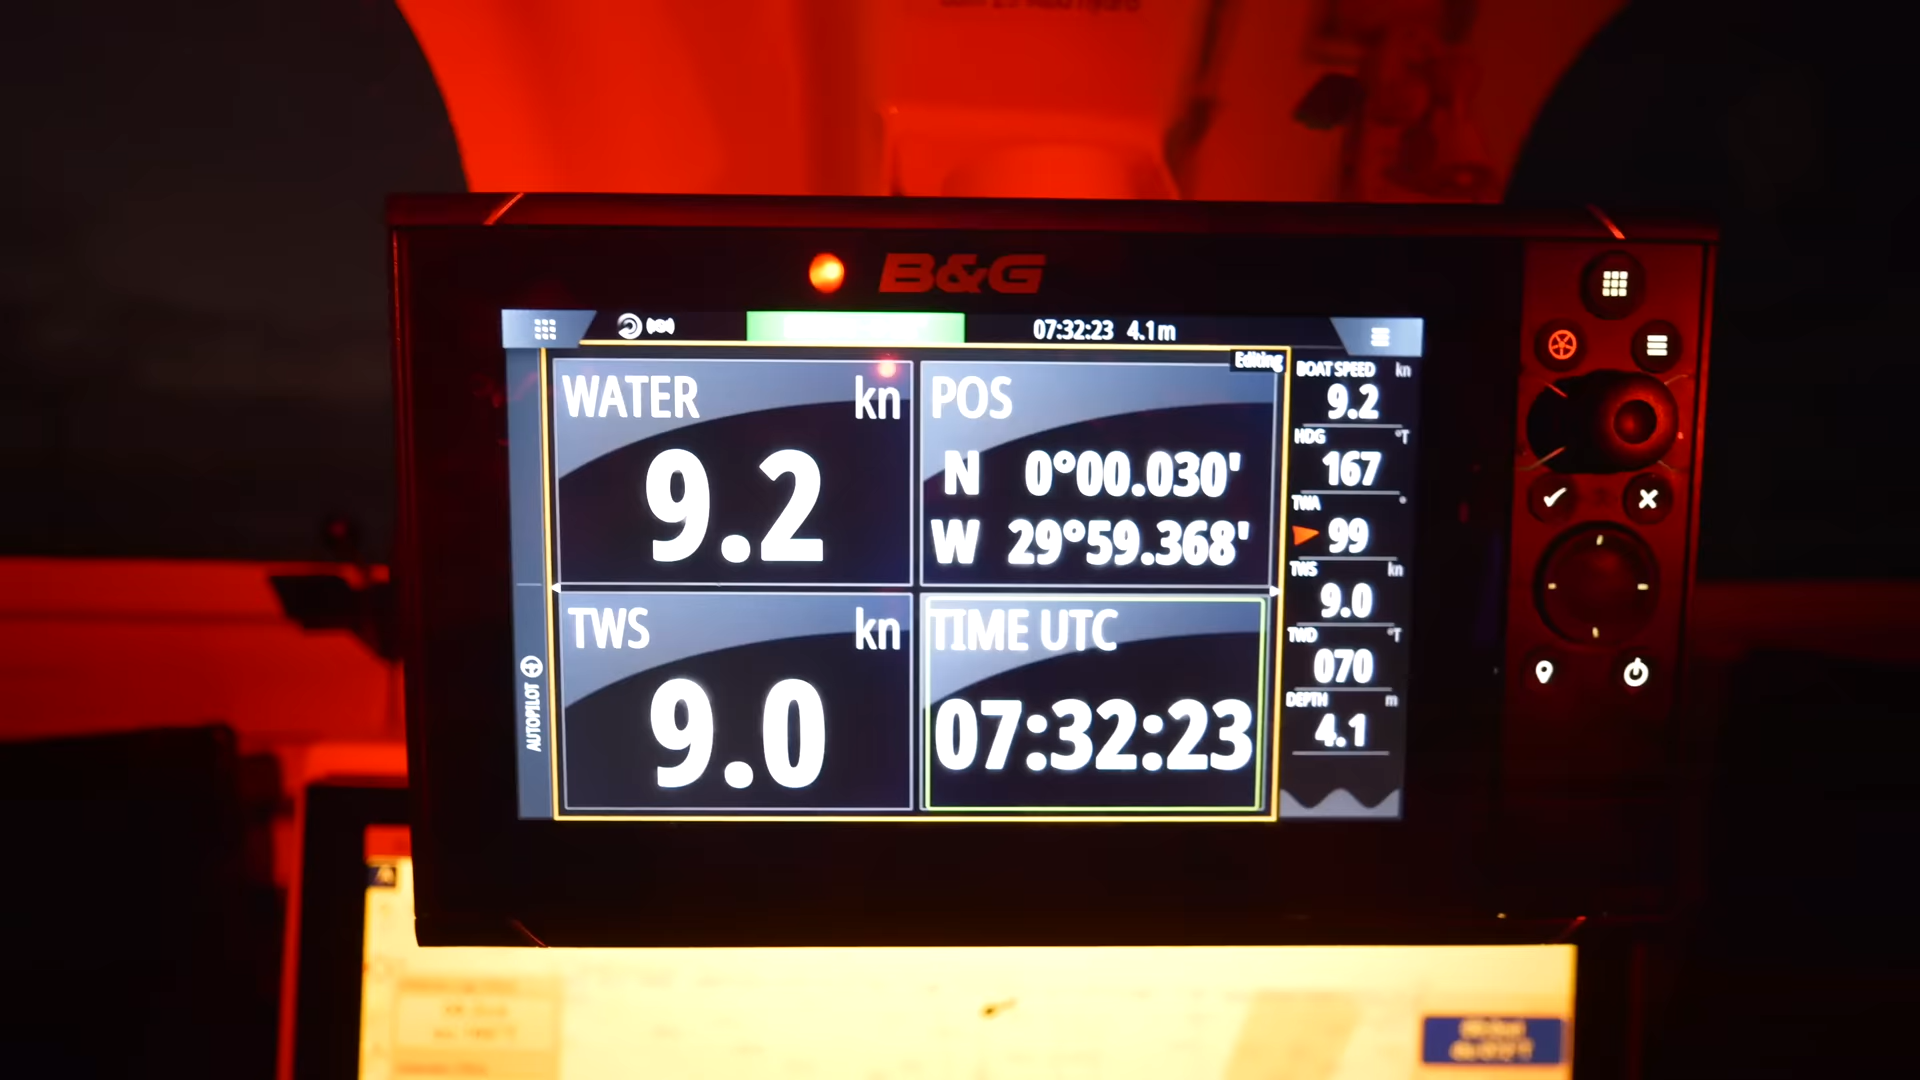 B&G
07:32:23 4.1m
Editing
WATER kn
9.2
POS
N 0°00.030'
W 29°59.368'
TWS kn
9.0
TIME UTC
07:32:23
BOAT SPEED kn
9.2
HDG °T
167
TWA °
99
TWS kn
9.0
TWD °T
070
DEPTH m
4.1
AUTOPILOT
A